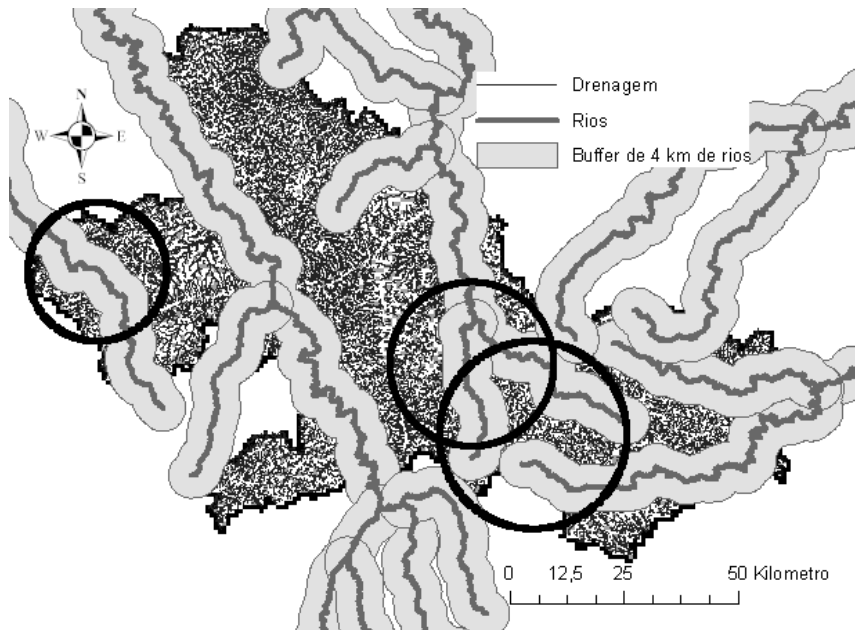 N
W E
S
Drenagem
Rios
Buffer de 4 km de rios
0 12,5 25 50 Kilometro